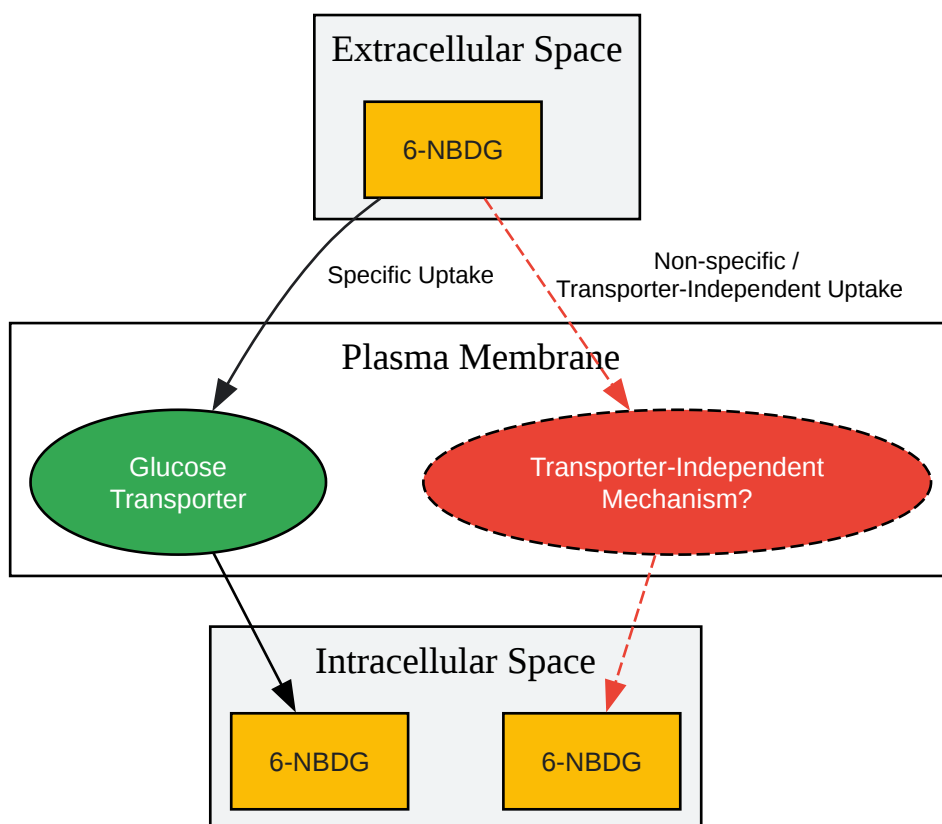 Extracellular Space
6-NBDG
Specific Uptake
Non-specific /
Transporter-Independent Uptake
Plasma Membrane
Glucose
Transporter
Transporter-Independent
Mechanism?
Intracellular Space
6-NBDG
6-NBDG